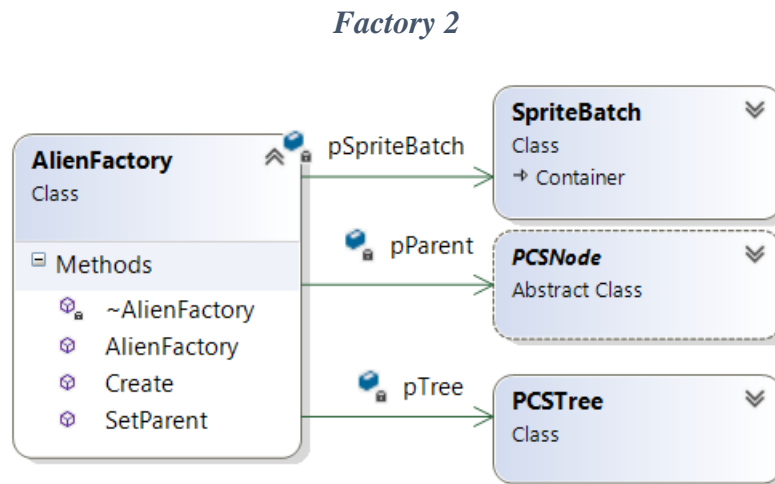 Factory 2
AlienFactory
Class
Methods
~AlienFactory
AlienFactory
Create
SetParent
pSpriteBatch
SpriteBatch
Class
Container
pParent
PCSNode
Abstract Class
pTree
PCSTree
Class